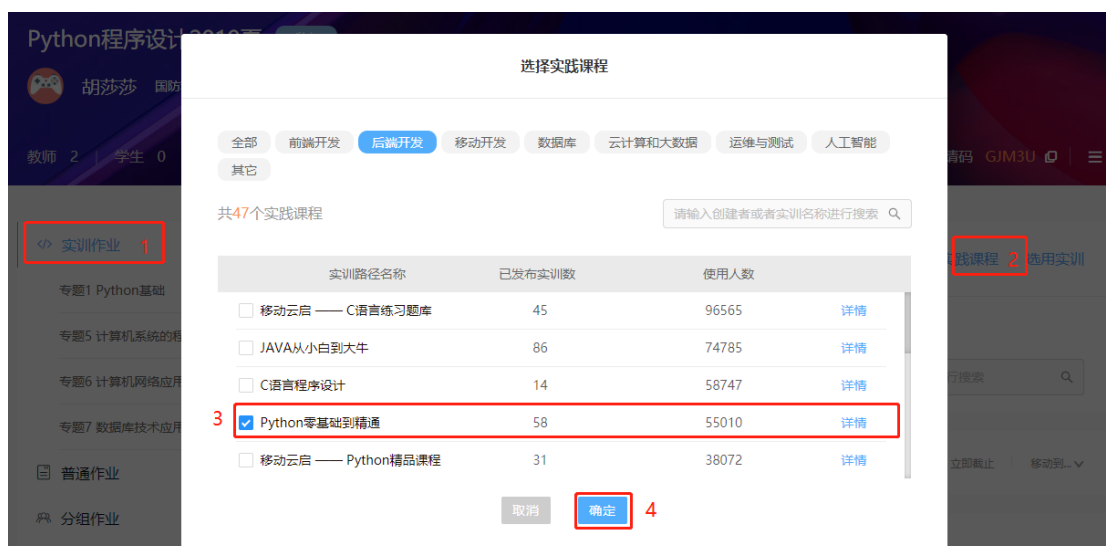 Python程序设计
胡莎莎 国防
教师 2 学生 0
GJM3U
选择实践课程
全部 前端开发 后端开发 移动开发 数据库 云计算和大数据 运维与测试 人工智能
其它
共47个实践课程
请输入创建者或者实训名称进行搜索
实训作业 1
专题1 Python基础
专题5 计算机系统的程
专题6 计算机网络应用
专题7 数据库技术应用
普通作业
分组作业
实训路径名称 已发布实训数 使用人数
移动云启 —— C语言练习题库 45 96565 详情
JAVA从小白到大牛 86 74785 详情
C语言程序设计 14 58747 详情
3 Python零基础到精通 58 55010 详情
移动云启 —— Python精品课程 31 38072 详情
取消 确定 4
践课程 2 选用实训
行搜索
立即截止 移动到...